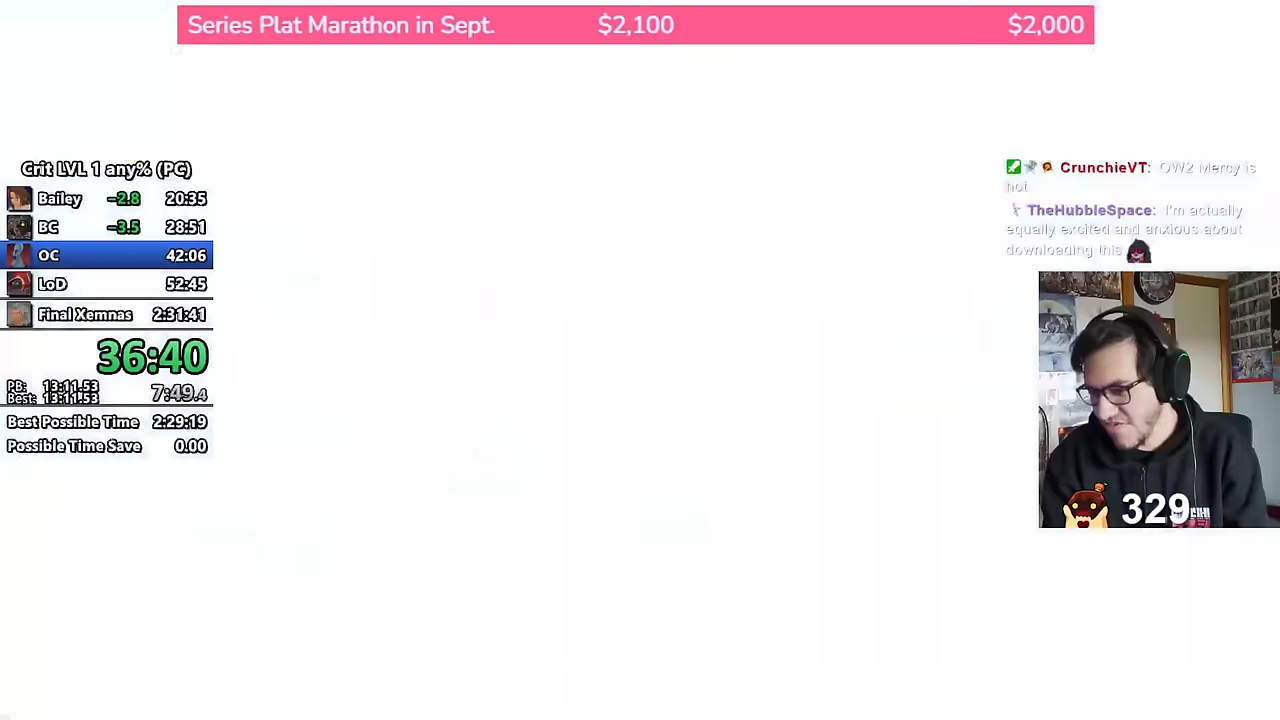 Series Plat Marathon in Sept. $2,100 $2,000
Crit LVL 1 any% (PC)
Bailey -2.8 20:35
BC -3.5 28:51
OC 42:06
LoD 52:45
Final Xemnas 2:31:41
36:40
PB: 13:11.53
Best: 13:11.53
7:49.4
Best Possible Time 2:29:19
Possible Time Save 0.00
CrunchieVT: OW2 Mercy is
hot
TheHubbleSpace: I'm actually
equally excited and anxious about
downloading this
329